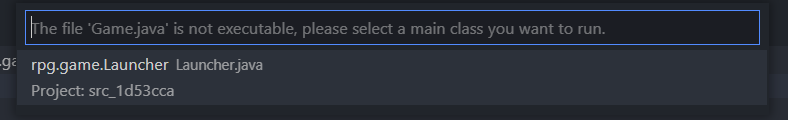 The file 'Game.java' is not executable, please select a main class you want to run.
rpg.game.Launcher Launcher.java
Project: src_1d53cca